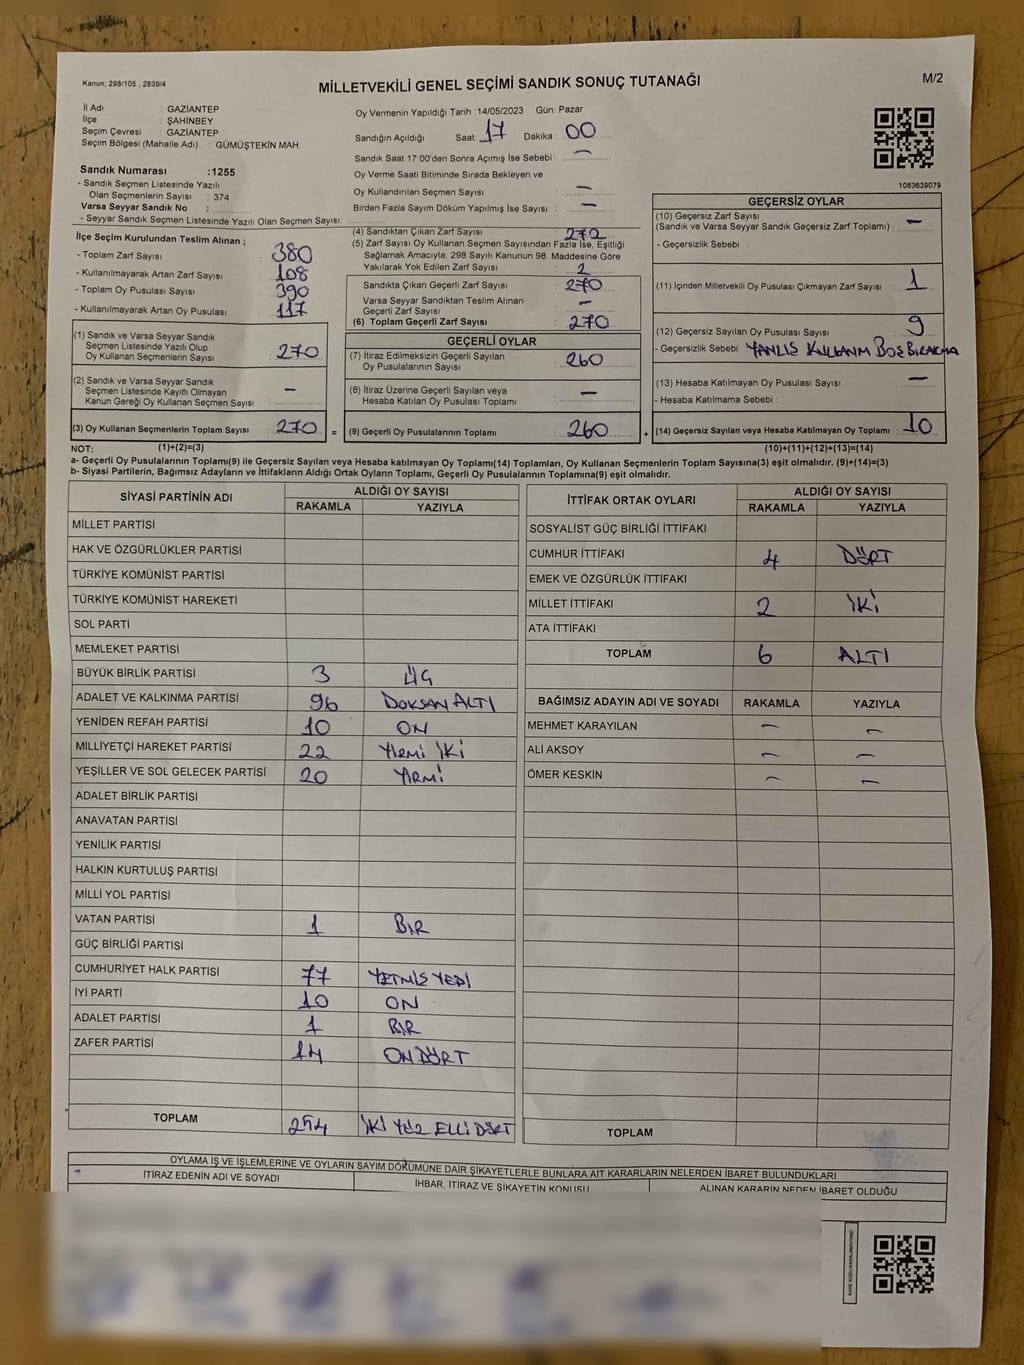 Kanun: 298/105 , 2839/4
MİLLETVEKİLİ GENEL SEÇİMİ SANDIK SONUÇ TUTANAĞI
M/2
İl Adı : GAZİANTEP
İlçe : ŞAHİNBEY
Seçim Çevresi : GAZİANTEP
Seçim Bölgesi (Mahalle Adı) : GÜMÜŞTEKİN MAH.
Sandık Numarası :1255
- Sandık Seçmen Listesinde Yazılı
Olan Seçmenlerin Sayısı : 374
Varsa Seyyar Sandık No :
- Seyyar Sandık Seçmen Listesinde Yazılı Olan Seçmen Sayısı:
Oy Vermenin Yapıldığı Tarih :14/05/2023 Gün: Pazar
Sandığın Açıldığı Saat: 17 Dakika : 00
Sandık Saat 17:00'den Sonra Açımış İse Sebebi : —
Oy Verme Saati Bitiminde Sırada Bekleyen ve
Oy Kullandırılan Seçmen Sayısı : —
Birden Fazla Sayım Döküm Yapılmış İse Sayısı : —
1083639079
İlçe Seçim Kurulundan Teslim Alınan ;
- Toplam Zarf Sayısı : 380
- Kullanılmayarak Artan Zarf Sayısı : 108
- Toplam Oy Pusulası Sayısı : 390
- Kullanılmayarak Artan Oy Pusulası : 117
(1) Sandık ve Varsa Seyyar Sandık
Seçmen Listesinde Yazılı Olup
Oy Kullanan Seçmenlerin Sayısı : 270
(2) Sandık ve Varsa Seyyar Sandık
Seçmen Listesinde Kayıtlı Olmayan
Kanun Gereği Oy Kullanan Seçmen Sayısı : —
(3) Oy Kullanan Seçmenlerin Toplam Sayısı : 270 =
(4) Sandıktan Çıkan Zarf Sayısı : 272
(5) Zarf Sayısı Oy Kullanan Seçmen Sayısından Fazla İse, Eşitliği
Sağlamak Amacıyla; 298 Sayılı Kanunun 98. Maddesine Göre
Yakılarak Yok Edilen Zarf Sayısı : 2
Sandıkta Çıkan Geçerli Zarf Sayısı : 270
Varsa Seyyar Sandıktan Teslim Alınan
Geçerli Zarf Sayısı : —
(6) Toplam Geçerli Zarf Sayısı : 270
GEÇERLİ OYLAR
(7) İtiraz Edilmeksizin Geçerli Sayılan
Oy Pusulalarının Sayısı : 260
(8) İtiraz Üzerine Geçerli Sayılan veya
Hesaba Katılan Oy Pusulası Toplamı : —
(9) Geçerli Oy Pusulalarının Toplamı : 260 +
GEÇERSİZ OYLAR
(10) Geçersiz Zarf Sayısı
(Sandık ve Varsa Seyyar Sandık Geçersiz Zarf Toplamı) : —
- Geçersizlik Sebebi :
(11) İçinden Milletvekili Oy Pusulası Çıkmayan Zarf Sayısı : 1
(12) Geçersiz Sayılan Oy Pusulası Sayısı : 9
- Geçersizlik Sebebi : YANLIŞ KULLANIM BOŞ BIRAKMA
(13) Hesaba Katılmayan Oy Pusulası Sayısı : —
- Hesaba Katılmama Sebebi :
(14) Geçersiz Sayılan veya Hesaba Katılmayan Oy Toplamı : 10
NOT: (1)+(2)=(3) (10)+(11)+(12)+(13)=(14)
a- Geçerli Oy Pusulalarının Toplamı(9) ile Geçersiz Sayılan veya Hesaba katılmayan Oy Toplamı(14) Toplamları, Oy Kullanan Seçmenlerin Toplam Sayısına(3) eşit olmalıdır. (9)+(14)=(3)
b- Siyasi Partilerin, Bağımsız Adayların ve İttifakların Aldığı Ortak Oyların Toplamı, Geçerli Oy Pusulalarının Toplamına(9) eşit olmalıdır.
SİYASİ PARTİNİN ADI ALDIĞI OY SAYISI
RAKAMLA YAZIYLA
MİLLET PARTİSİ
HAK VE ÖZGÜRLÜKLER PARTİSİ
TÜRKİYE KOMÜNİST PARTİSİ
TÜRKİYE KOMÜNİST HAREKETİ
SOL PARTİ
MEMLEKET PARTİSİ
BÜYÜK BİRLİK PARTİSİ 3 ÜÇ
ADALET VE KALKINMA PARTİSİ 96 DOKSAN ALTI
YENİDEN REFAH PARTİSİ 10 ON
MİLLİYETÇİ HAREKET PARTİSİ 22 YİRMİ İKİ
YEŞİLLER VE SOL GELECEK PARTİSİ 20 YİRMİ
ADALET BİRLİK PARTİSİ
ANAVATAN PARTİSİ
YENİLİK PARTİSİ
HALKIN KURTULUŞ PARTİSİ
MİLLİ YOL PARTİSİ
VATAN PARTİSİ 1 BİR
GÜÇ BİRLİĞİ PARTİSİ
CUMHURİYET HALK PARTİSİ 77 YETMİŞ YEDİ
İYİ PARTİ 10 ON
ADALET PARTİSİ 1 BİR
ZAFER PARTİSİ 14 ON DÖRT
TOPLAM 254 İKİ YÜZ ELLİ DÖRT
İTTİFAK ORTAK OYLARI ALDIĞI OY SAYISI
RAKAMLA YAZIYLA
SOSYALİST GÜÇ BİRLİĞİ İTTİFAKI
CUMHUR İTTİFAKI 4 DÖRT
EMEK VE ÖZGÜRLÜK İTTİFAKI
MİLLET İTTİFAKI 2 İKİ
ATA İTTİFAKI
TOPLAM 6 ALTI
BAĞIMSIZ ADAYIN ADI VE SOYADI RAKAMLA YAZIYLA
MEHMET KARAYILAN — —
ALİ AKSOY — —
ÖMER KESKİN — —
TOPLAM
OYLAMA İŞ VE İŞLEMLERİNE VE OYLARIN SAYIM DÖKÜMÜNE DAİR ŞİKAYETLERLE BUNLARA AİT KARARLARIN NELERDEN İBARET BULUNDUKLARI
İTİRAZ EDENİN ADI VE SOYADI İHBAR, İTİRAZ VE ŞİKAYETİN KONUSU ALINAN KARARIN NEDEN İBARET OLDUĞU